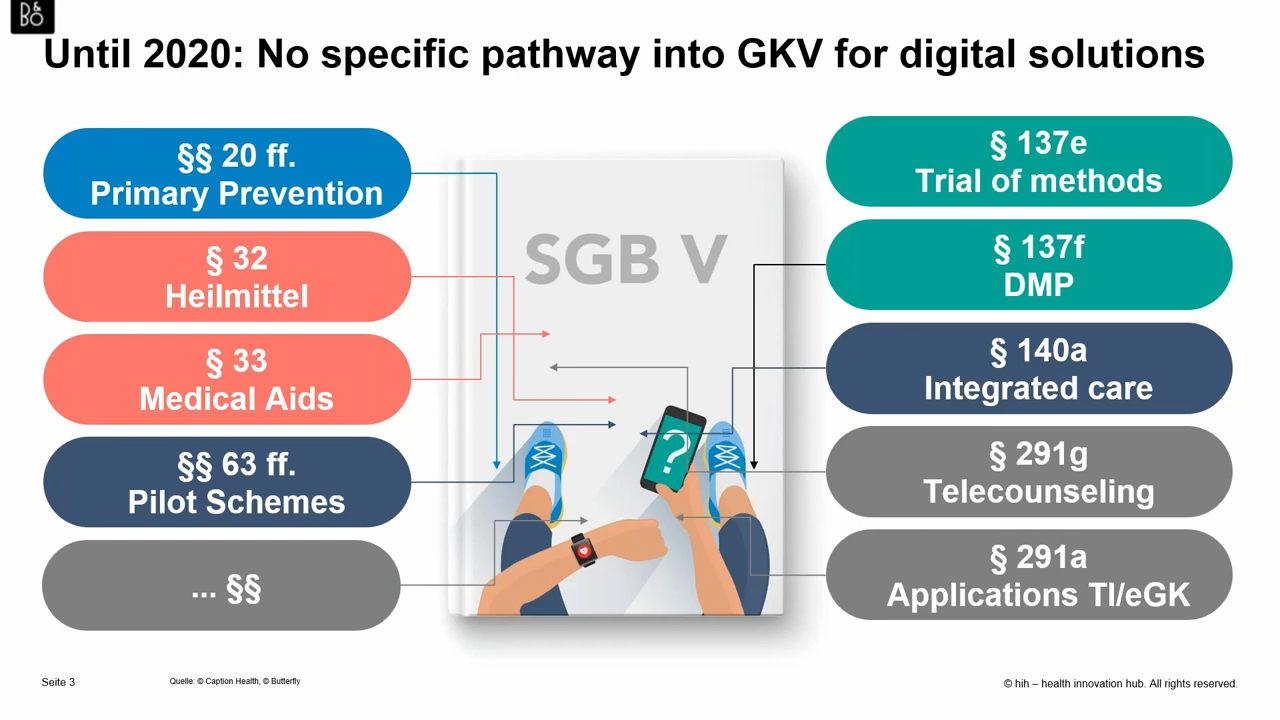 B&O
Until 2020: No specific pathway into GKV for digital solutions
§§ 20 ff.
Primary Prevention
§ 32
Heilmittel
§ 33
Medical Aids
§§ 63 ff.
Pilot Schemes
... §§
SGB V
?
§ 137e
Trial of methods
§ 137f
DMP
§ 140a
Integrated care
§ 291g
Telecounseling
§ 291a
Applications TI/eGK
Seite 3
Quelle: © Caption Health, © Butterfly
© hih – health innovation hub. All rights reserved.